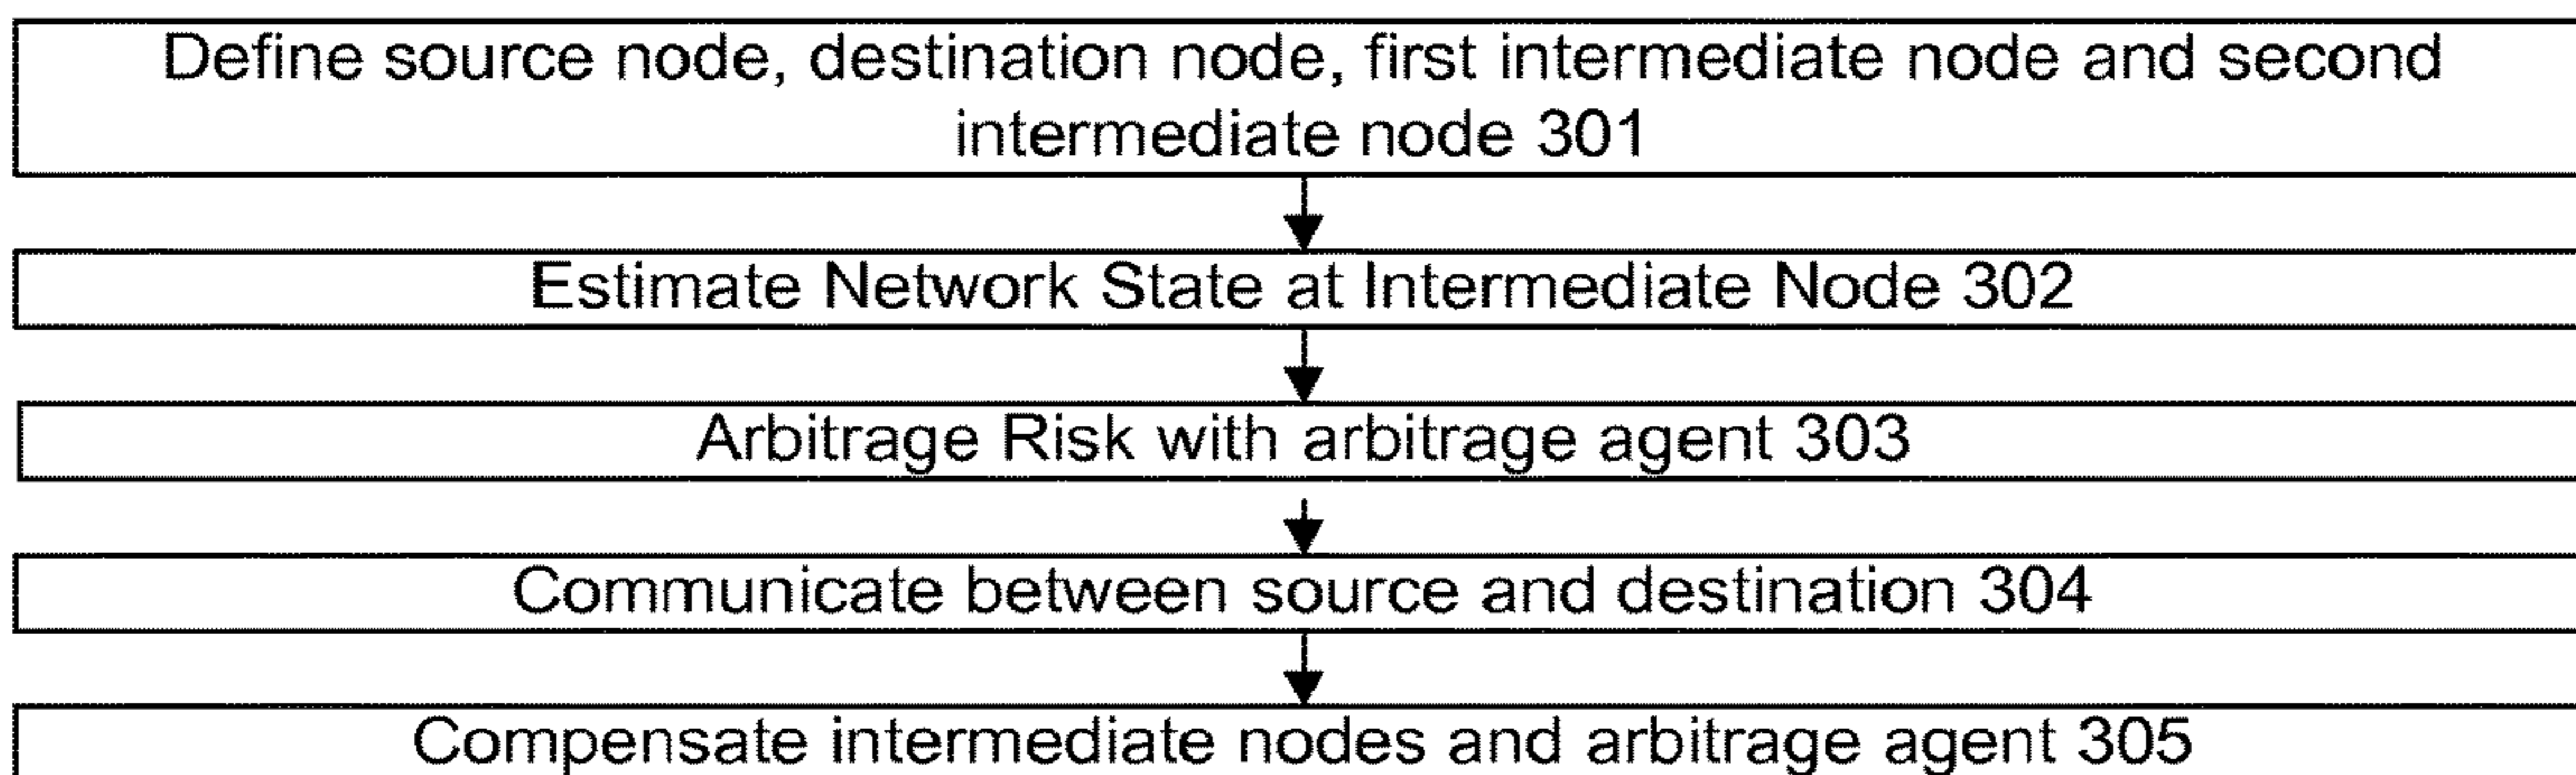 Define source node, destination node, first intermediate node and second
intermediate node 301
Estimate Network State at Intermediate Node 302
Arbitrage Risk with arbitrage agent 303
Communicate between source and destination 304
Compensate intermediate nodes and arbitrage agent 305